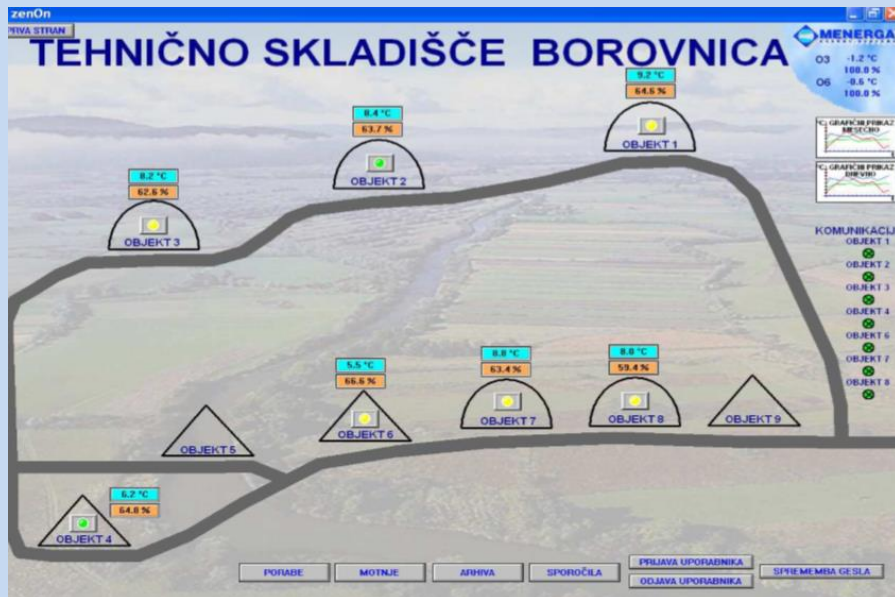 zenOn
PRVA STRAN
TEHNIČNO SKLADIŠČE BOROVNICA
MENERGA
O3 -1.2 °C
100.0 %
O6 -0.6 °C
100.0 %
GRAFIČNI PRIKAZ
MESEČNO
GRAFIČNI PRIKAZ
DNEVNO
9.2 °C
64.6 %
OBJEKT 1
8.4 °C
63.7 %
OBJEKT 2
8.2 °C
62.6 %
OBJEKT 3
KOMUNIKACIJ
OBJEKT 1
OBJEKT 2
OBJEKT 3
OBJEKT 4
OBJEKT 6
OBJEKT 7
OBJEKT 8
5.5 °C
66.6 %
OBJEKT 6
8.8 °C
63.4 %
OBJEKT 7
8.0 °C
59.4 %
OBJEKT 8
OBJEKT 9
OBJEKT 5
6.2 °C
64.8 %
OBJEKT 4
PORABE
MOTNJE
ARHIVA
SPOROČILA
PRIJAVA UPORABNIKA
ODJAVA UPORABNIKA
SPREMEMBA GESLA